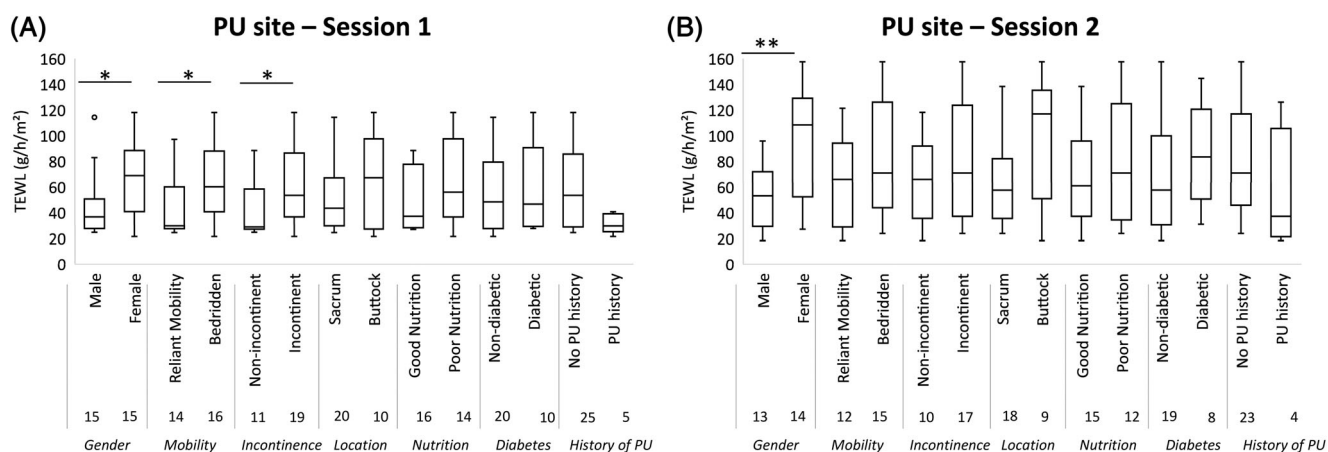 (A) PU site – Session 1
TEWL (g/h/m²)
160
140
120
100
80
60
40
20
0
* * *
Male Female Reliant Mobility Bedridden Non-incontinent Incontinent Sacrum Buttock Good Nutrition Poor Nutrition Non-diabetic Diabetic No PU history PU history
15 15 14 16 11 19 20 10 16 14 20 10 25 5
Gender Mobility Incontinence Location Nutrition Diabetes History of PU
(B) PU site – Session 2
TEWL (g/h/m²)
160
140
120
100
80
60
40
20
0
**
Male Female Reliant Mobility Bedridden Non-incontinent Incontinent Sacrum Buttock Good Nutrition Poor Nutrition Non-diabetic Diabetic No PU history PU history
13 14 12 15 10 17 18 9 15 12 19 8 23 4
Gender Mobility Incontinence Location Nutrition Diabetes History of PU